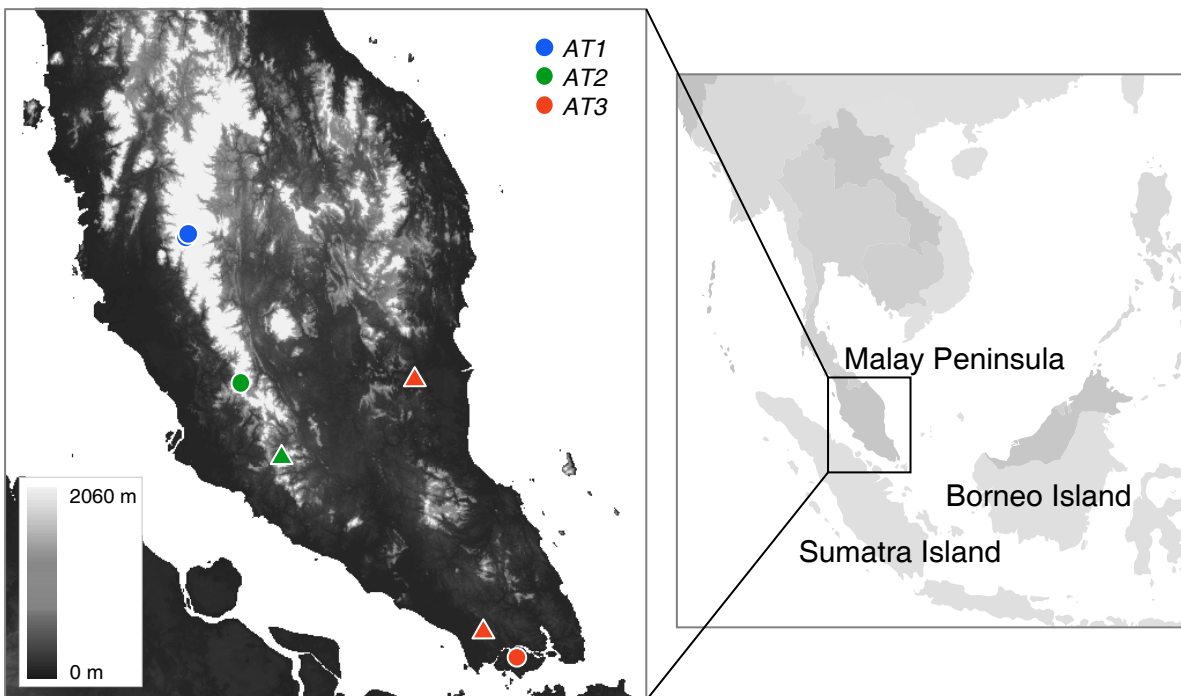 AT1
AT2
AT3
Malay Peninsula
Borneo Island
Sumatra Island
2060 m
0 m